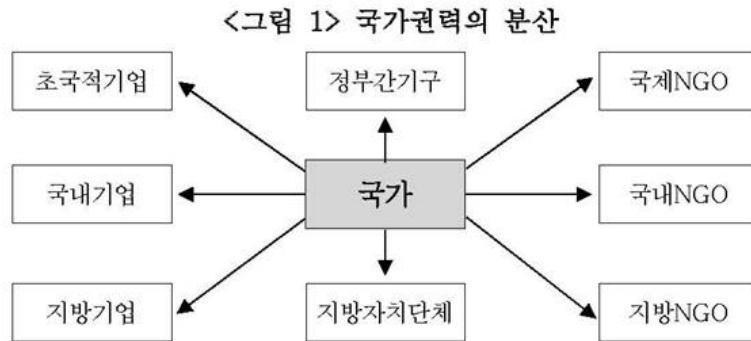 <그림 1> 국가권력의 분산
초국적기업
정부간기구
국제NGO
국내기업
국가
국내NGO
지방기업
지방자치단체
지방NGO